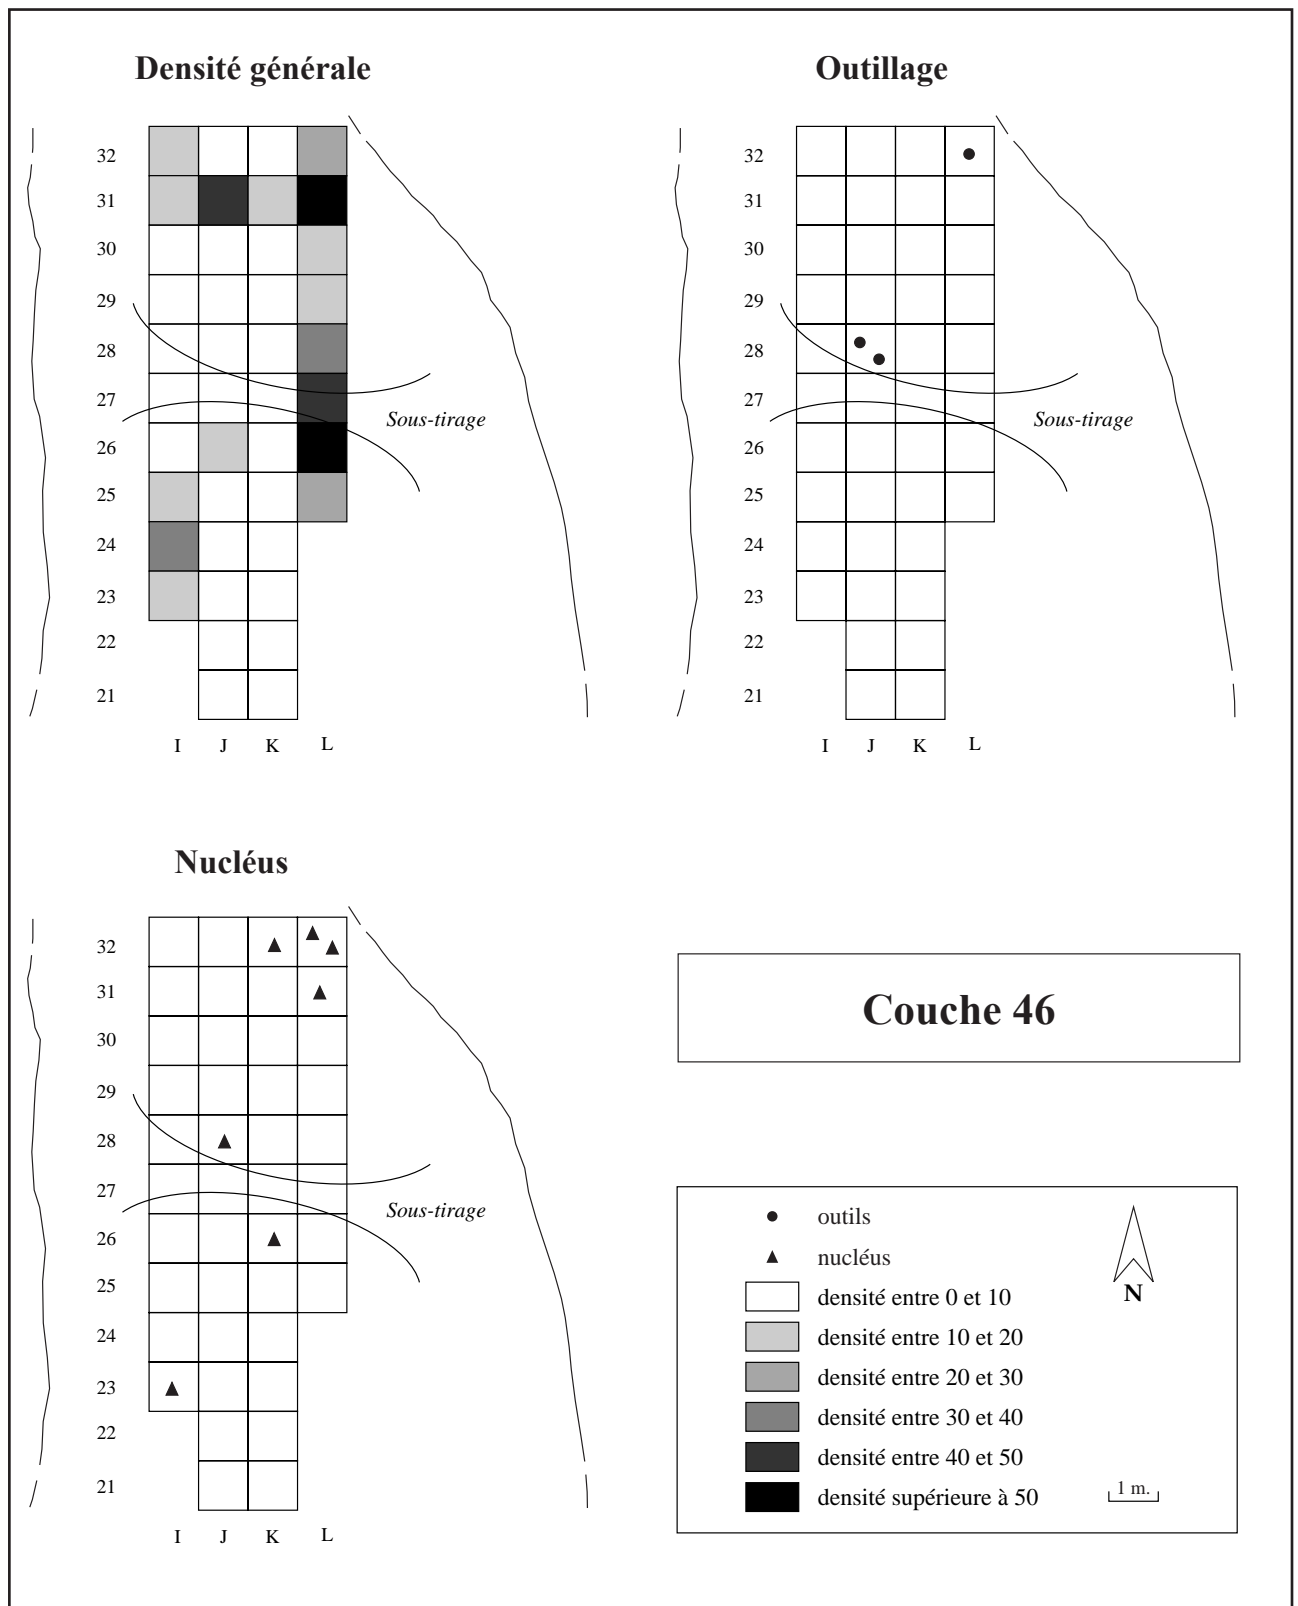 Densité générale
32
31
30
29
28
27
26
25
24
23
22
21
Sous-tirage
I J K L
Outillage
32
31
30
29
28
27
26
25
24
23
22
21
Sous-tirage
I J K L
Nucléus
32
31
30
29
28
27
26
25
24
23
22
21
Sous-tirage
I J K L
Couche 46
outils
nucléus
densité entre 0 et 10
densité entre 10 et 20
densité entre 20 et 30
densité entre 30 et 40
densité entre 40 et 50
densité supérieure à 50
N
1 m.